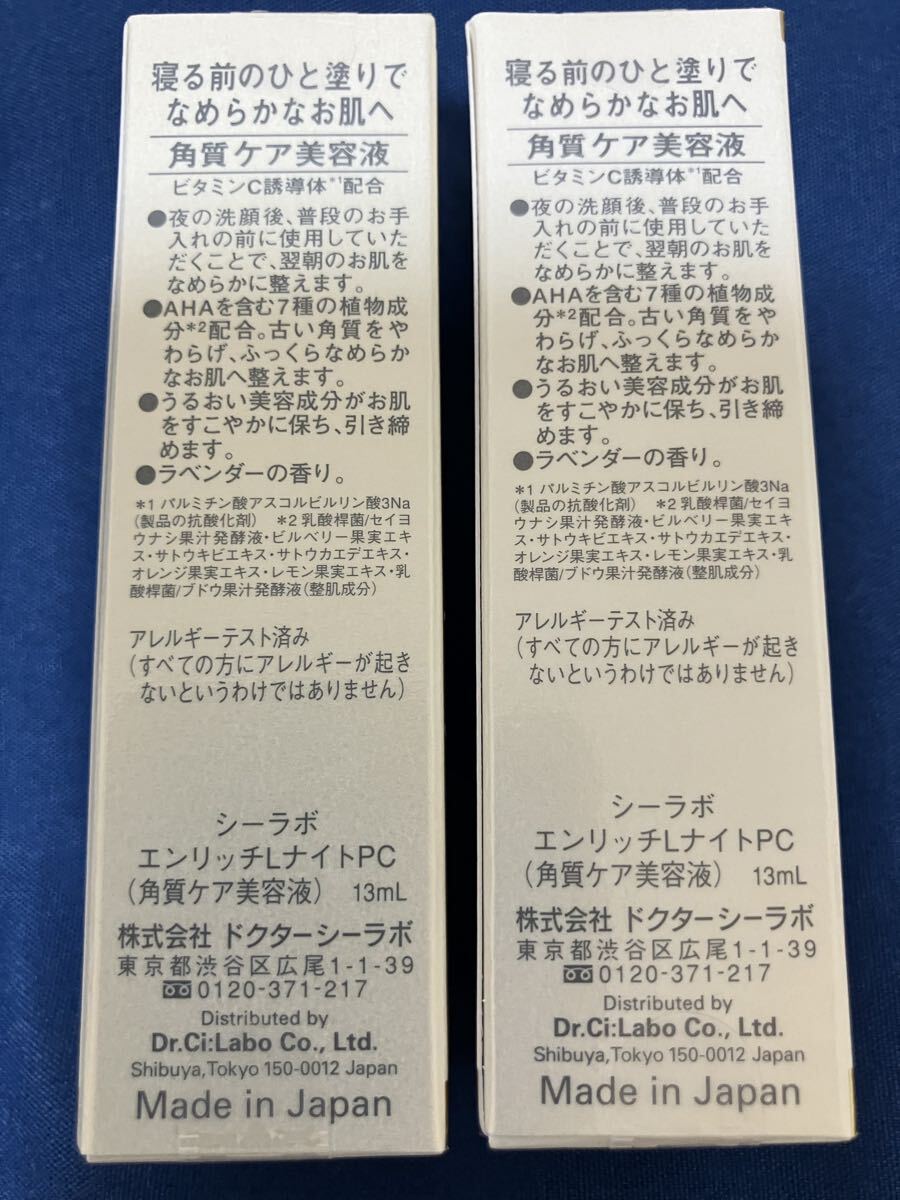 寝る前のひと塗りで
なめらかなお肌へ
角質ケア美容液
ビタミンC誘導体*1配合
●夜の洗顔後、普段のお手
入れの前に使用していた
だくことで、翌朝のお肌を
なめらかに整えます。
●AHAを含む7種の植物成
分*2配合。古い角質をや
わらげ、ふっくらなめらか
なお肌へ整えます。
●うるおい美容成分がお肌
をすこやかに保ち、引き締
めます。
●ラベンダーの香り。
*1 パルミチン酸アスコルビルリン酸3Na
(製品の抗酸化剤) *2 乳酸桿菌/セイヨ
ウナシ果汁発酵液・ビルベリー果実エキ
ス・サトウキビエキス・サトウカエデエキス・
オレンジ果実エキス・レモン果実エキス・乳
酸桿菌/ブドウ果汁発酵液(整肌成分)
アレルギーテスト済み
(すべての方にアレルギーが起き
ないというわけではありません)
シーラボ
エンリッチLナイトPC
(角質ケア美容液) 13mL
株式会社 ドクターシーラボ
東京都渋谷区広尾1-1-39
0120-371-217
Distributed by
Dr.Ci:Labo Co., Ltd.
Shibuya,Tokyo 150-0012 Japan
Made in Japan
寝る前のひと塗りで
なめらかなお肌へ
角質ケア美容液
ビタミンC誘導体*1配合
●夜の洗顔後、普段のお手
入れの前に使用していた
だくことで、翌朝のお肌を
なめらかに整えます。
●AHAを含む7種の植物成
分*2配合。古い角質をや
わらげ、ふっくらなめらか
なお肌へ整えます。
●うるおい美容成分がお肌
をすこやかに保ち、引き締
めます。
●ラベンダーの香り。
*1 パルミチン酸アスコルビルリン酸3Na
(製品の抗酸化剤) *2 乳酸桿菌/セイヨ
ウナシ果汁発酵液・ビルベリー果実エキ
ス・サトウキビエキス・サトウカエデエキス・
オレンジ果実エキス・レモン果実エキス・乳
酸桿菌/ブドウ果汁発酵液(整肌成分)
アレルギーテスト済み
(すべての方にアレルギーが起き
ないというわけではありません)
シーラボ
エンリッチLナイトPC
(角質ケア美容液) 13mL
株式会社 ドクターシーラボ
東京都渋谷区広尾1-1-39
0120-371-217
Distributed by
Dr.Ci:Labo Co., Ltd.
Shibuya,Tokyo 150-0012 Japan
Made in Japan